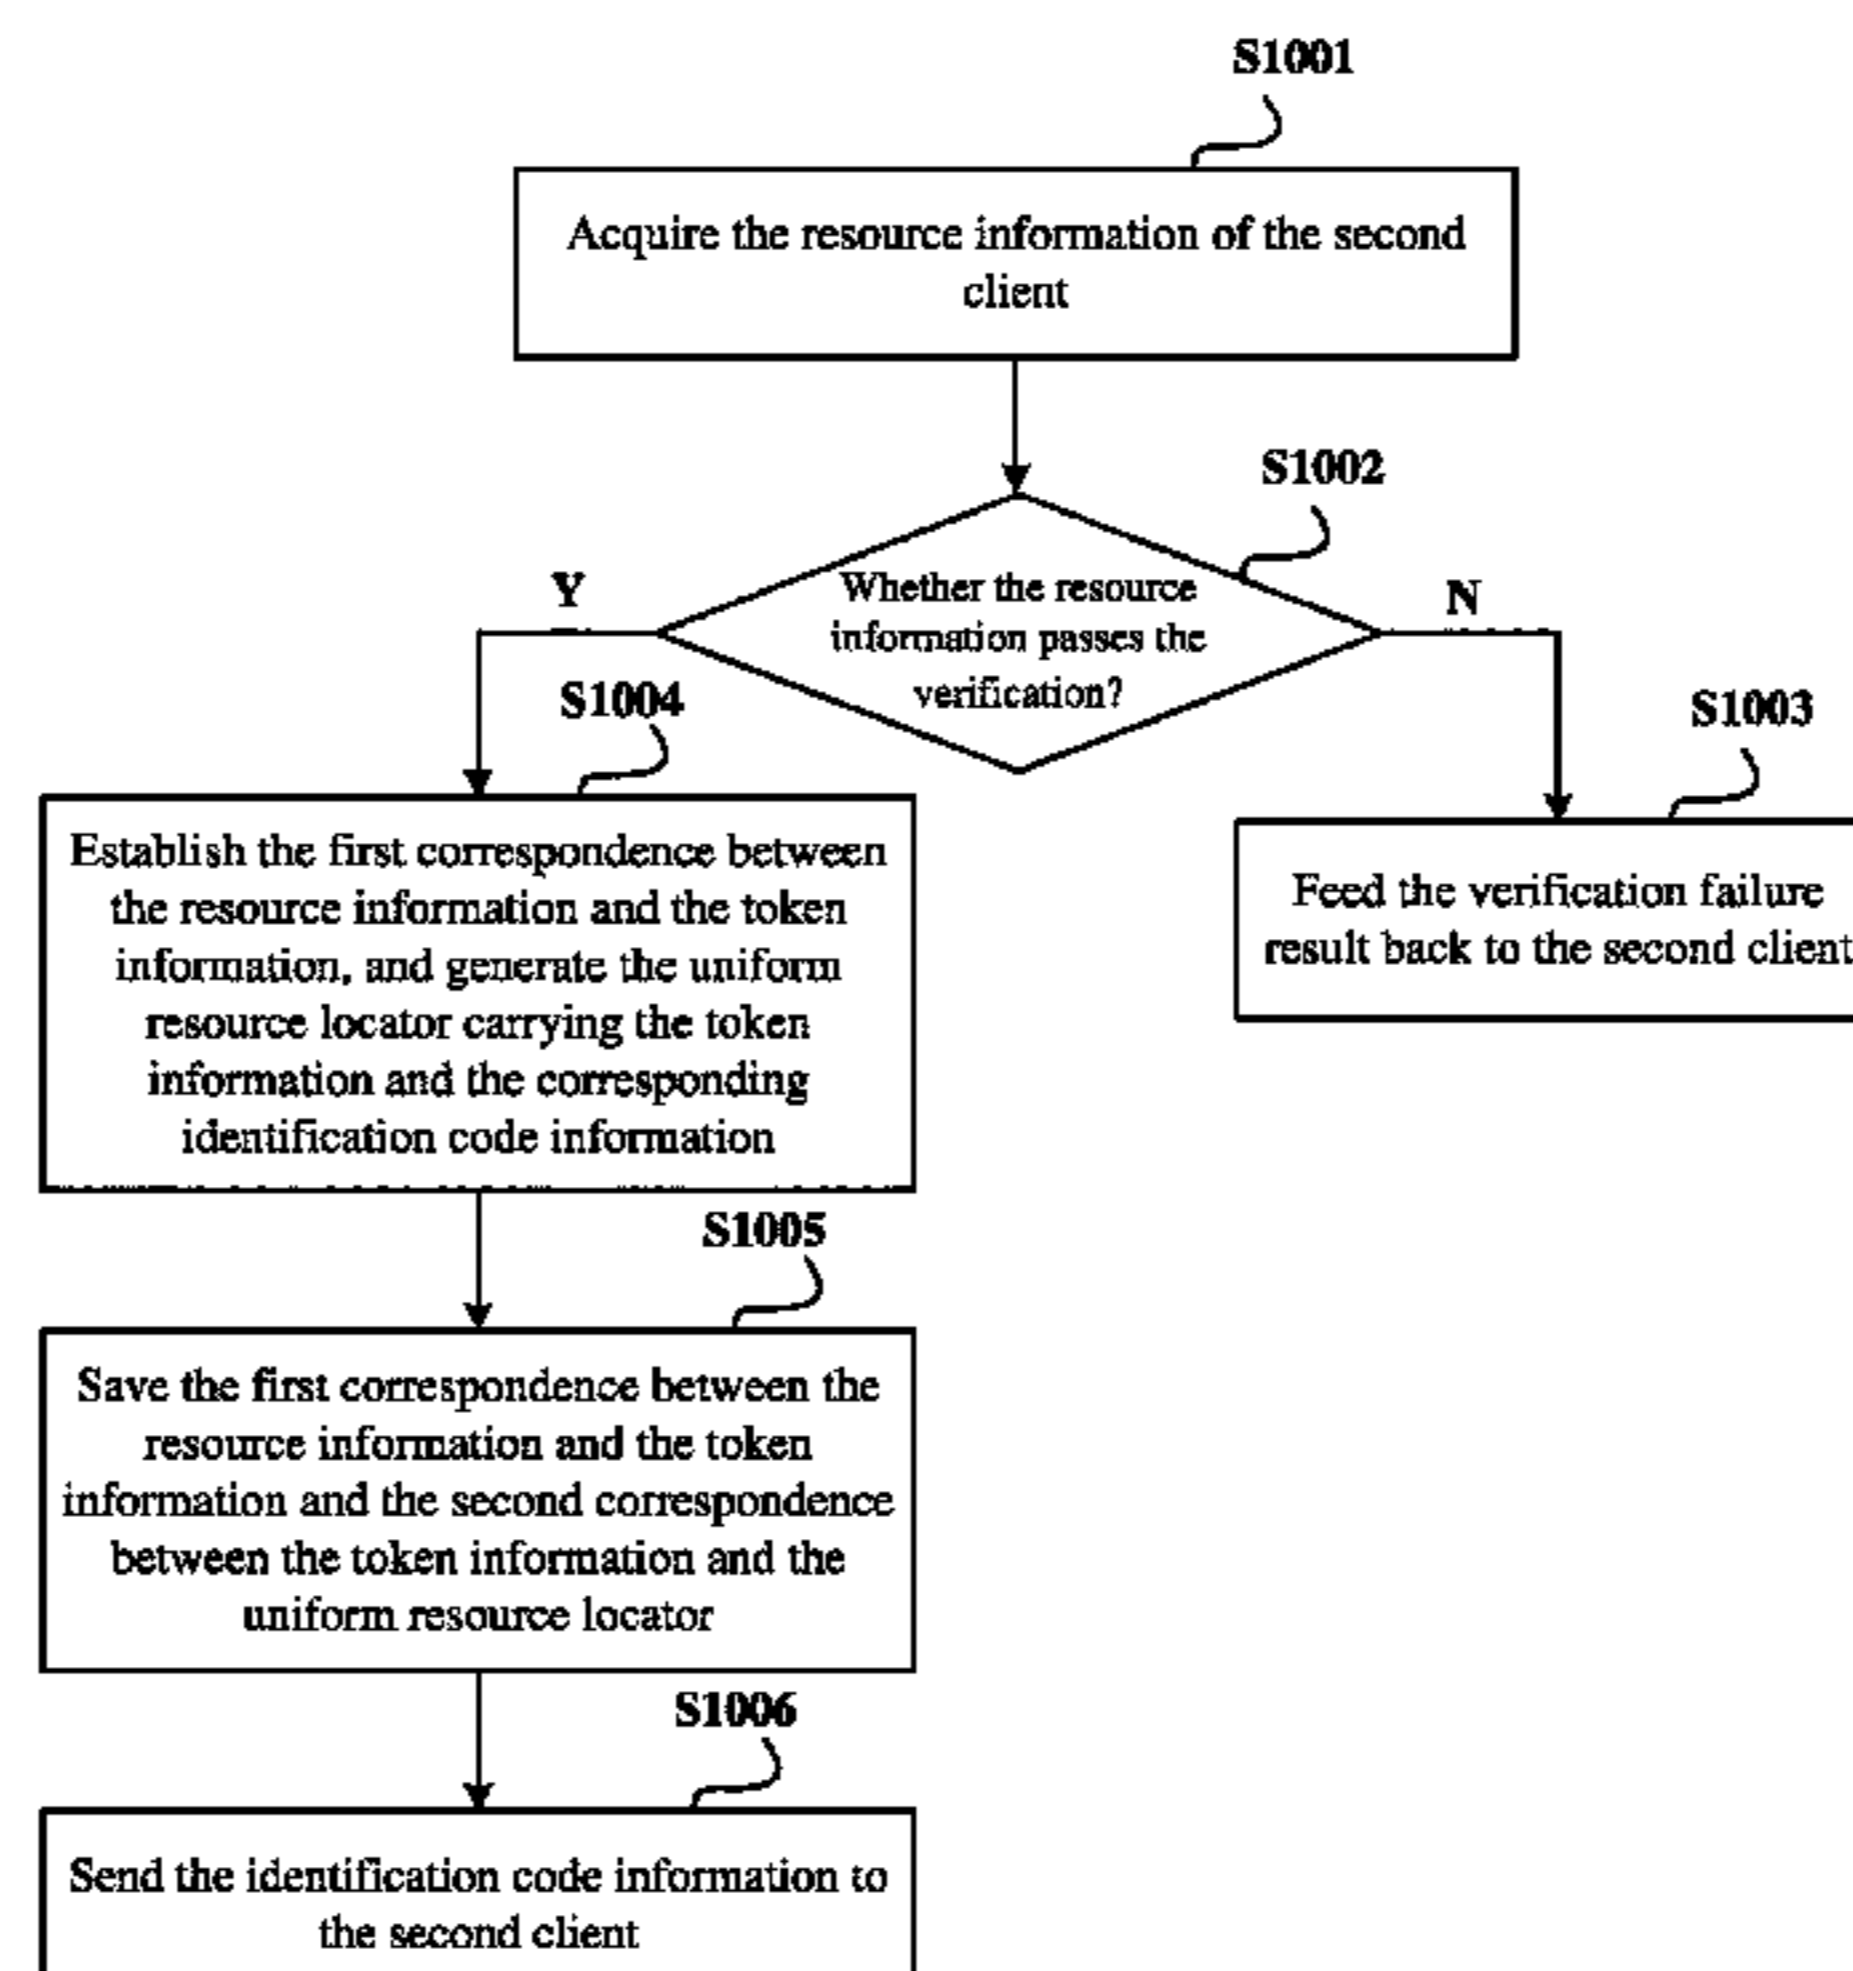 S1001
Acquire the resource information of the second
client
S1002
Whether the resource
information passes the
verification?
Y
N
S1003
Feed the verification failure
result back to the second client
S1004
Establish the first correspondence between
the resource information and the token
information, and generate the uniform
resource locator carrying the token
information and the corresponding
identification code information
S1005
Save the first correspondence between the
resource information and the token
information and the second correspondence
between the token information and the
uniform resource locator
S1006
Send the identification code information to
the second client